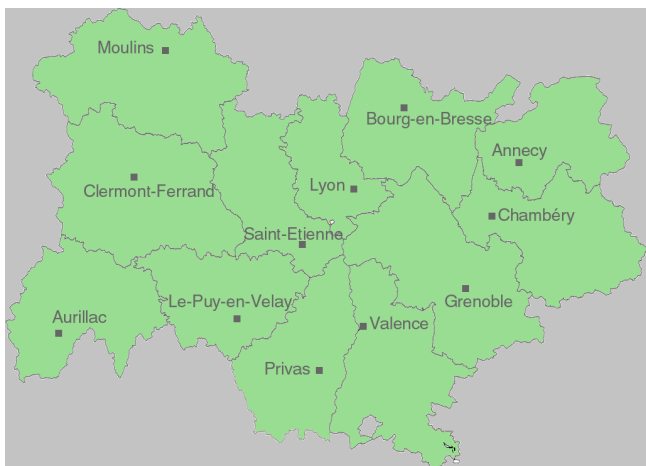 Moulins
Bourg-en-Bresse
Annecy
Clermont-Ferrand
Lyon
Chambéry
Saint-Etienne
Le-Puy-en-Velay
Grenoble
Aurillac
Valence
Privas